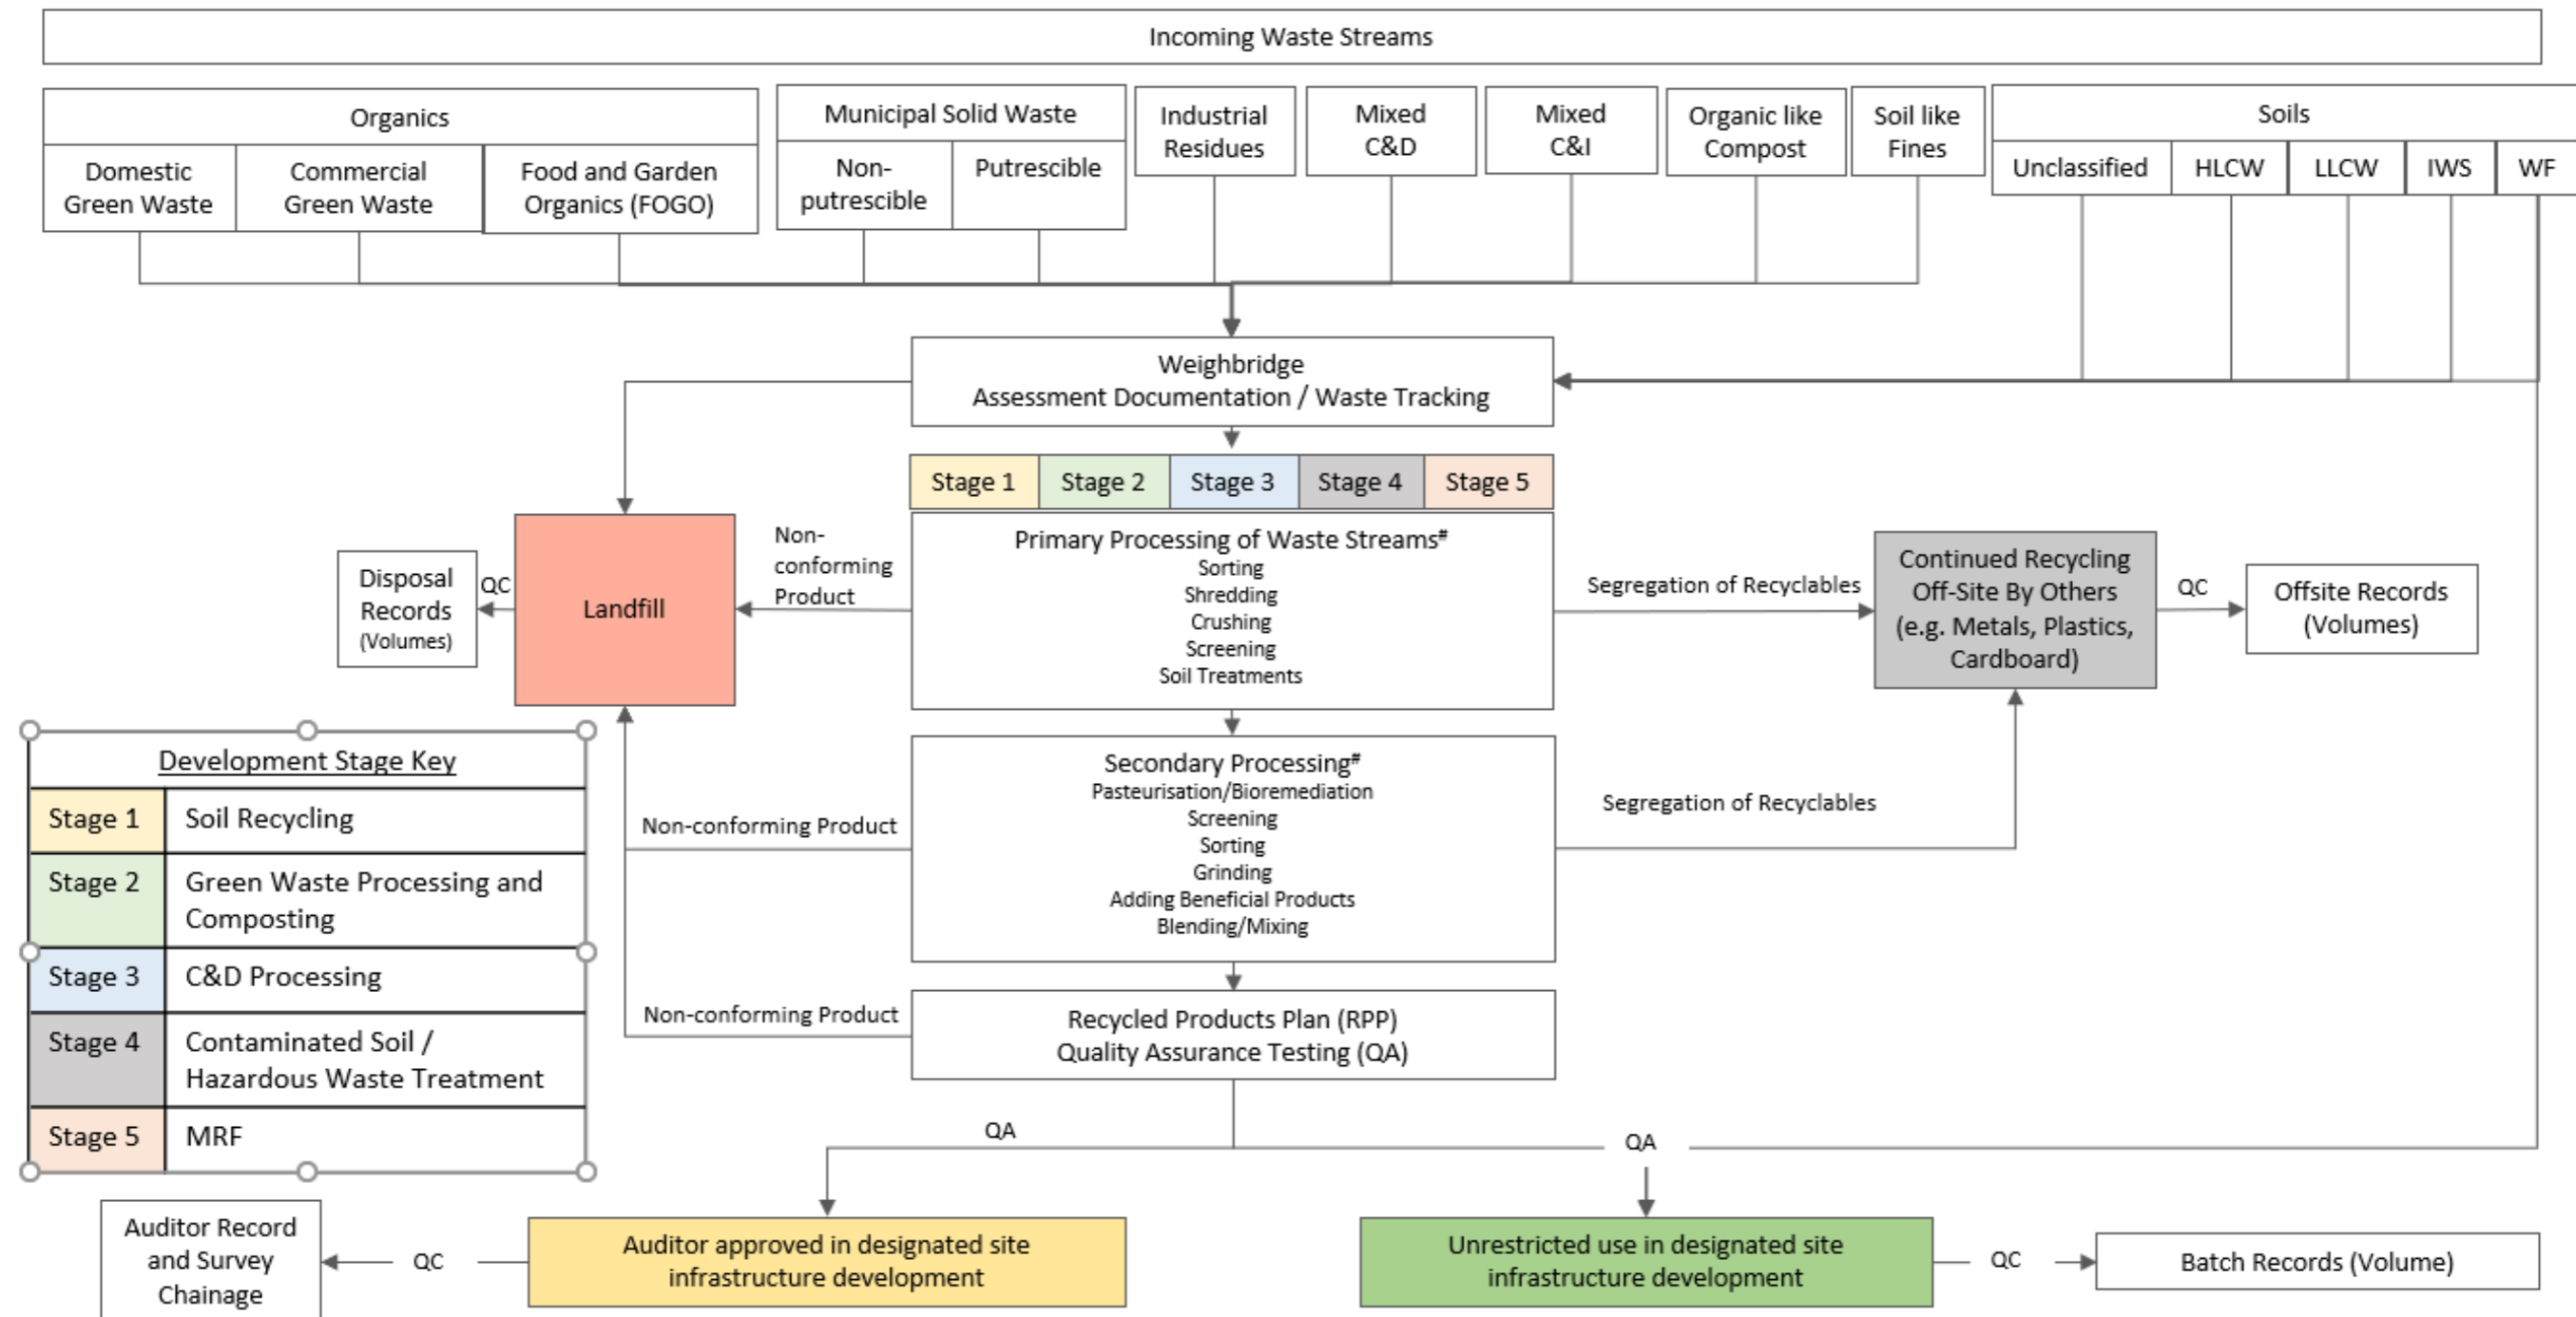 Incoming Waste Streams
Organics
Domestic
Green Waste
Commercial
Green Waste
Food and Garden
Organics (FOGO)
Municipal Solid Waste
Non-
putrescible
Putrescible
Industrial
Residues
Mixed
C&D
Mixed
C&I
Organic like
Compost
Soil like
Fines
Soils
Unclassified
HLCW
LLCW
IWS
WF
Weighbridge
Assessment Documentation / Waste Tracking
Stage 1
Stage 2
Stage 3
Stage 4
Stage 5
Primary Processing of Waste Streams#
Sorting
Shredding
Crushing
Screening
Soil Treatments
Non-
conforming
Product
Landfill
QC
Disposal
Records
(Volumes)
Segregation of Recyclables
Continued Recycling
Off-Site By Others
(e.g. Metals, Plastics,
Cardboard)
QC
Offsite Records
(Volumes)
Secondary Processing#
Pasteurisation/Bioremediation
Screening
Sorting
Grinding
Adding Beneficial Products
Blending/Mixing
Non-conforming Product
Segregation of Recyclables
Development Stage Key
Stage 1
Soil Recycling
Stage 2
Green Waste Processing and
Composting
Stage 3
C&D Processing
Stage 4
Contaminated Soil /
Hazardous Waste Treatment
Stage 5
MRF
Non-conforming Product
Recycled Products Plan (RPP)
Quality Assurance Testing (QA)
QA
QA
Auditor Record
and Survey
Chainage
QC
Auditor approved in designated site
infrastructure development
Unrestricted use in designated site
infrastructure development
QC
Batch Records (Volume)